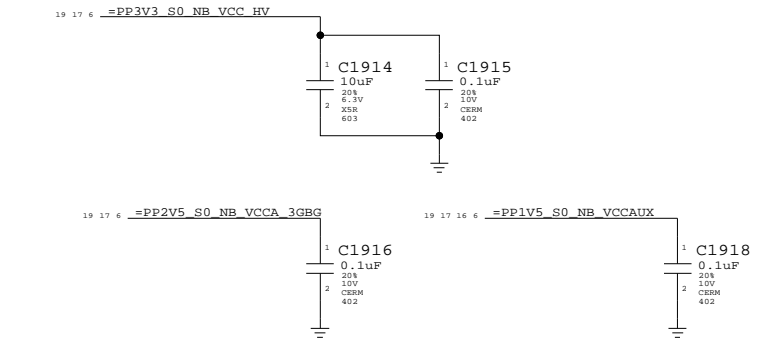 19 17 6 =PP3V3_S0_NB_VCC_HV
1 C1914
10uF
20%
6.3V
2 X5R
603
1 C1915
0.1uF
20%
10V
2 CERM
402
19 17 6 =PP2V5_S0_NB_VCCA_3GBG
1 C1916
0.1uF
20%
10V
2 CERM
402
19 17 16 6 =PP1V5_S0_NB_VCCAUX
1 C1918
0.1uF
20%
10V
2 CERM
402